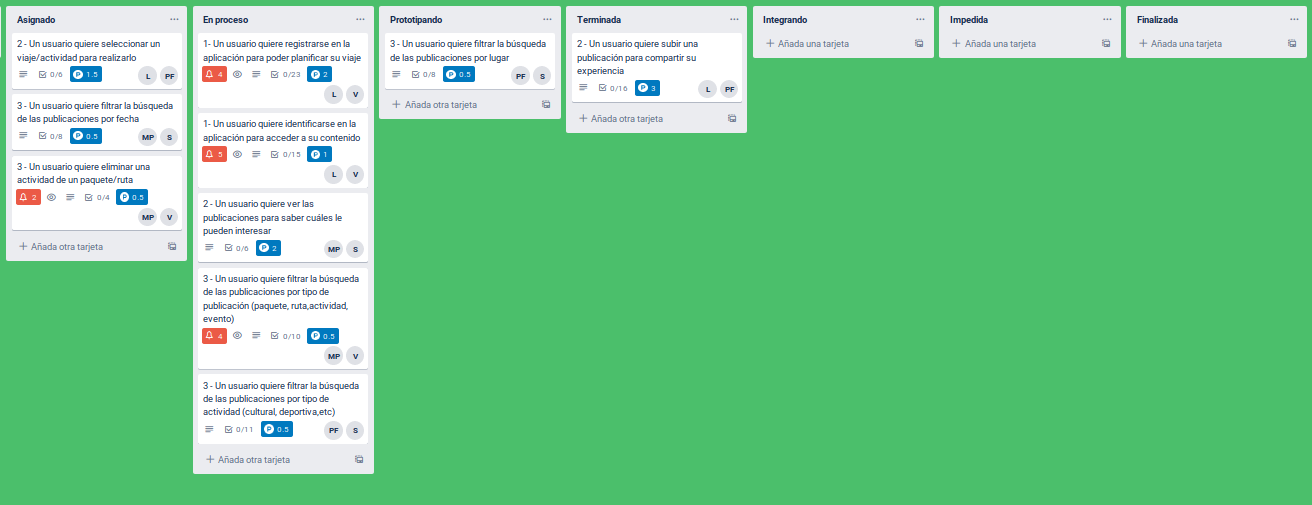 Asignado
2 - Un usuario quiere seleccionar un
viaje/actividad para realizarlo
0/6 P 1.5 L PF
3 - Un usuario quiere filtrar la búsqueda
de las publicaciones por fecha
0/8 P 0.5 MP S
3 - Un usuario quiere eliminar una
actividad de un paquete/ruta
2 0/4 P 0.5
MP V
+ Añada otra tarjeta
En proceso
1- Un usuario quiere registrarse en la
aplicación para poder planificar su viaje
4 0/23 P 2
L V
1- Un usuario quiere identificarse en la
aplicación para acceder a su contenido
5 0/15 P 1
L V
2 - Un usuario quiere ver las
publicaciones para saber cuáles le
pueden interesar
0/6 P 2 MP S
3 - Un usuario quiere filtrar la búsqueda
de las publicaciones por tipo de
publicación (paquete, ruta,actividad,
evento)
4 0/10 P 0.5
MP V
3 - Un usuario quiere filtrar la búsqueda
de las publicaciones por tipo de
actividad (cultural, deportiva,etc)
0/11 P 0.5 PF S
+ Añada otra tarjeta
Prototipando
3 - Un usuario quiere filtrar la búsqueda
de las publicaciones por lugar
0/8 P 0.5 PF S
+ Añada otra tarjeta
Terminada
2 - Un usuario quiere subir una
publicación para compartir su
experiencia
0/16 P 3 L PF
+ Añada otra tarjeta
Integrando
+ Añada una tarjeta
Impedida
+ Añada una tarjeta
Finalizada
+ Añada una tarjeta